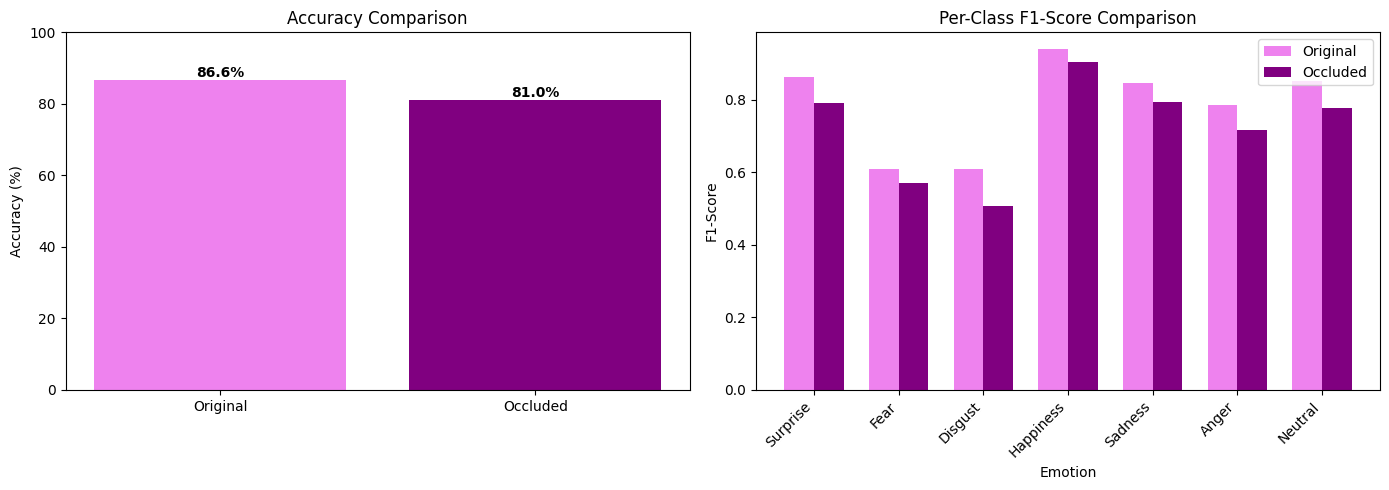 Accuracy Comparison
Accuracy (%)
100
80
60
40
20
0
86.6%
81.0%
Original
Occluded
Per-Class F1-Score Comparison
F1-Score
0.8
0.6
0.4
0.2
0.0
Original
Occluded
Surprise
Fear
Disgust
Happiness
Sadness
Anger
Neutral
Emotion